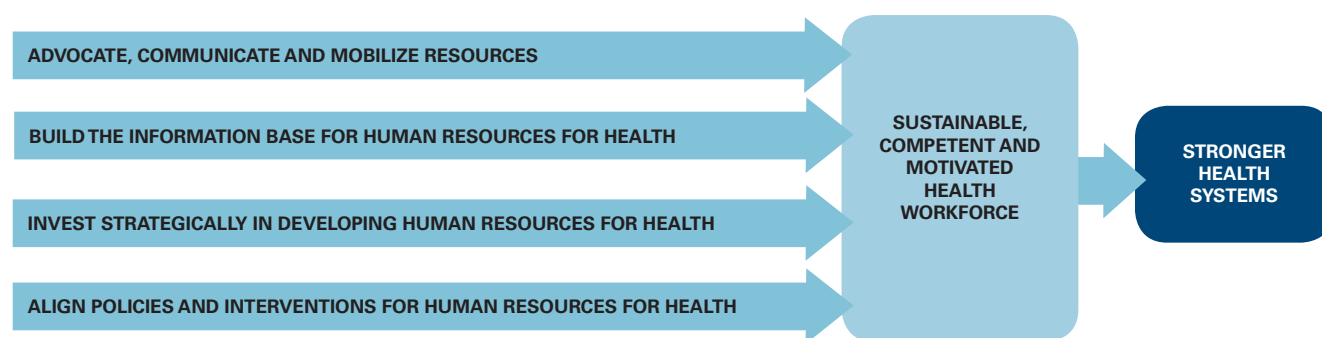 ADVOCATE, COMMUNICATE AND MOBILIZE RESOURCES
BUILD THE INFORMATION BASE FOR HUMAN RESOURCES FOR HEALTH
INVEST STRATEGICALLY IN DEVELOPING HUMAN RESOURCES FOR HEALTH
ALIGN POLICIES AND INTERVENTIONS FOR HUMAN RESOURCES FOR HEALTH
SUSTAINABLE,
COMPETENT AND
MOTIVATED
HEALTH
WORKFORCE
STRONGER
HEALTH
SYSTEMS